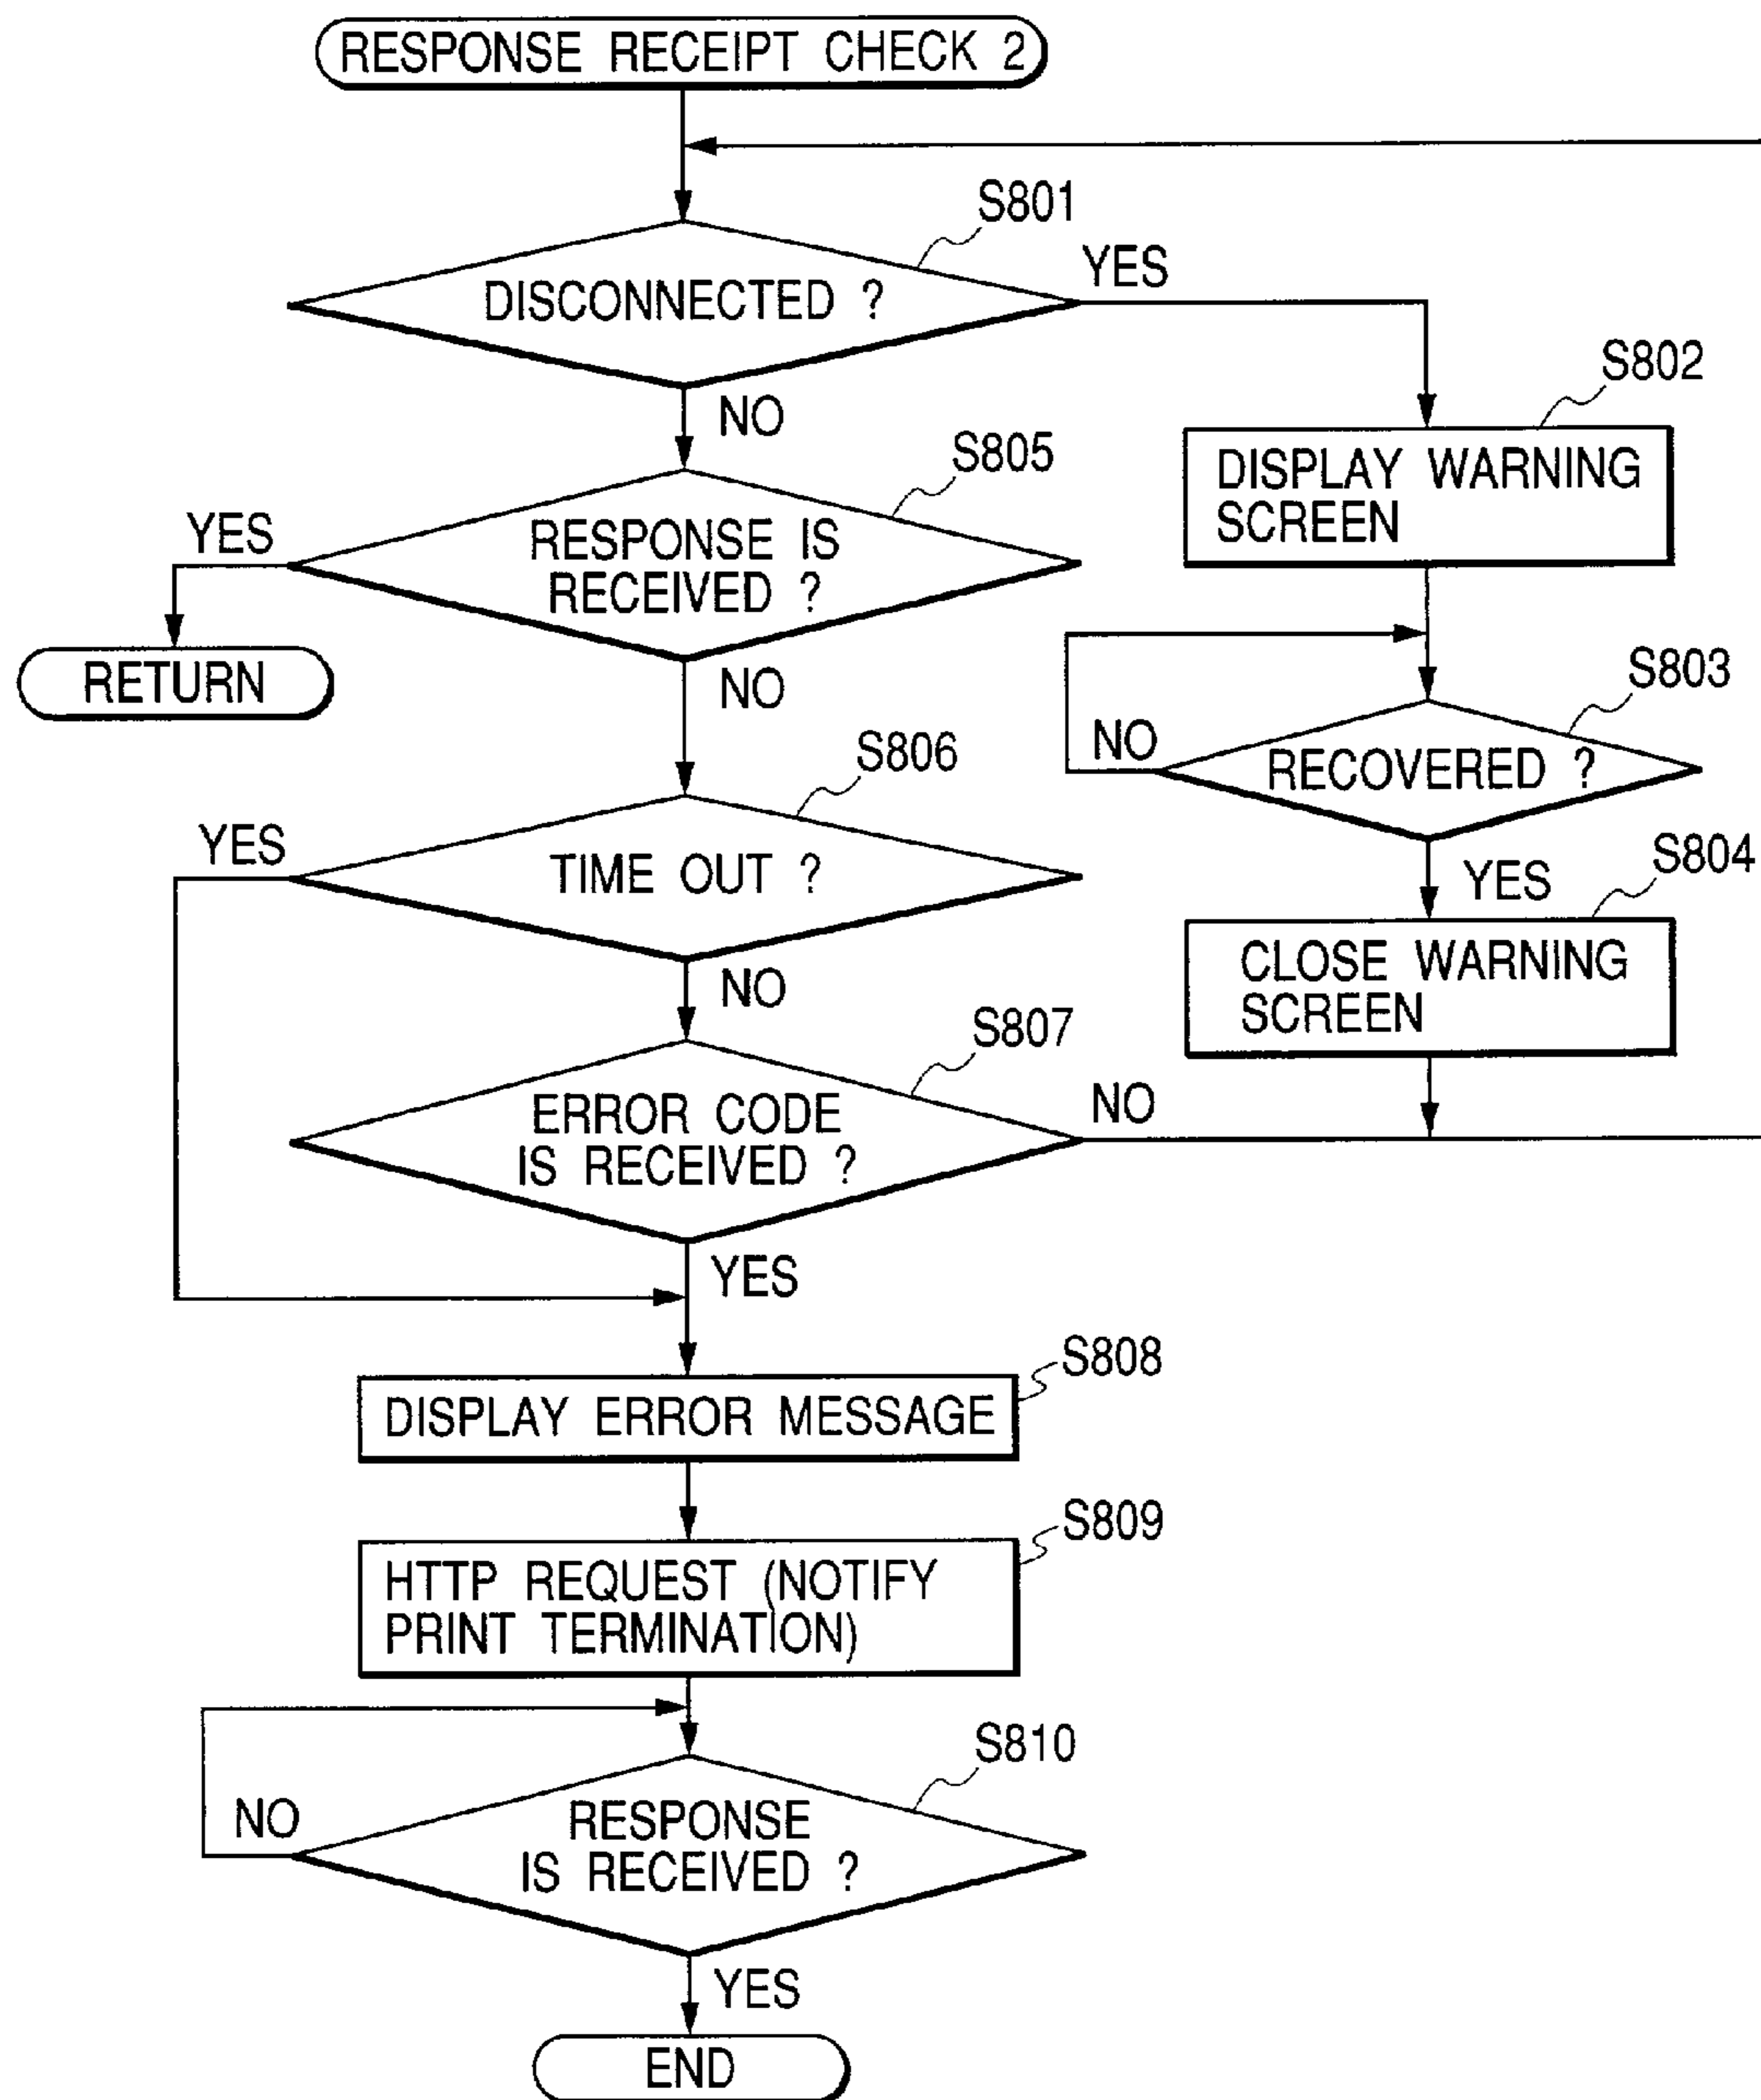 RESPONSE RECEIPT CHECK 2
S801
DISCONNECTED ?
YES
NO
S802
DISPLAY WARNING
SCREEN
S805
YES
RESPONSE IS
RECEIVED ?
RETURN
NO
S803
NO
RECOVERED ?
S806
YES
TIME OUT ?
NO
YES
S804
CLOSE WARNING
SCREEN
S807
ERROR CODE
IS RECEIVED ?
NO
YES
S808
DISPLAY ERROR MESSAGE
S809
HTTP REQUEST (NOTIFY
PRINT TERMINATION)
S810
NO
RESPONSE
IS RECEIVED ?
YES
END